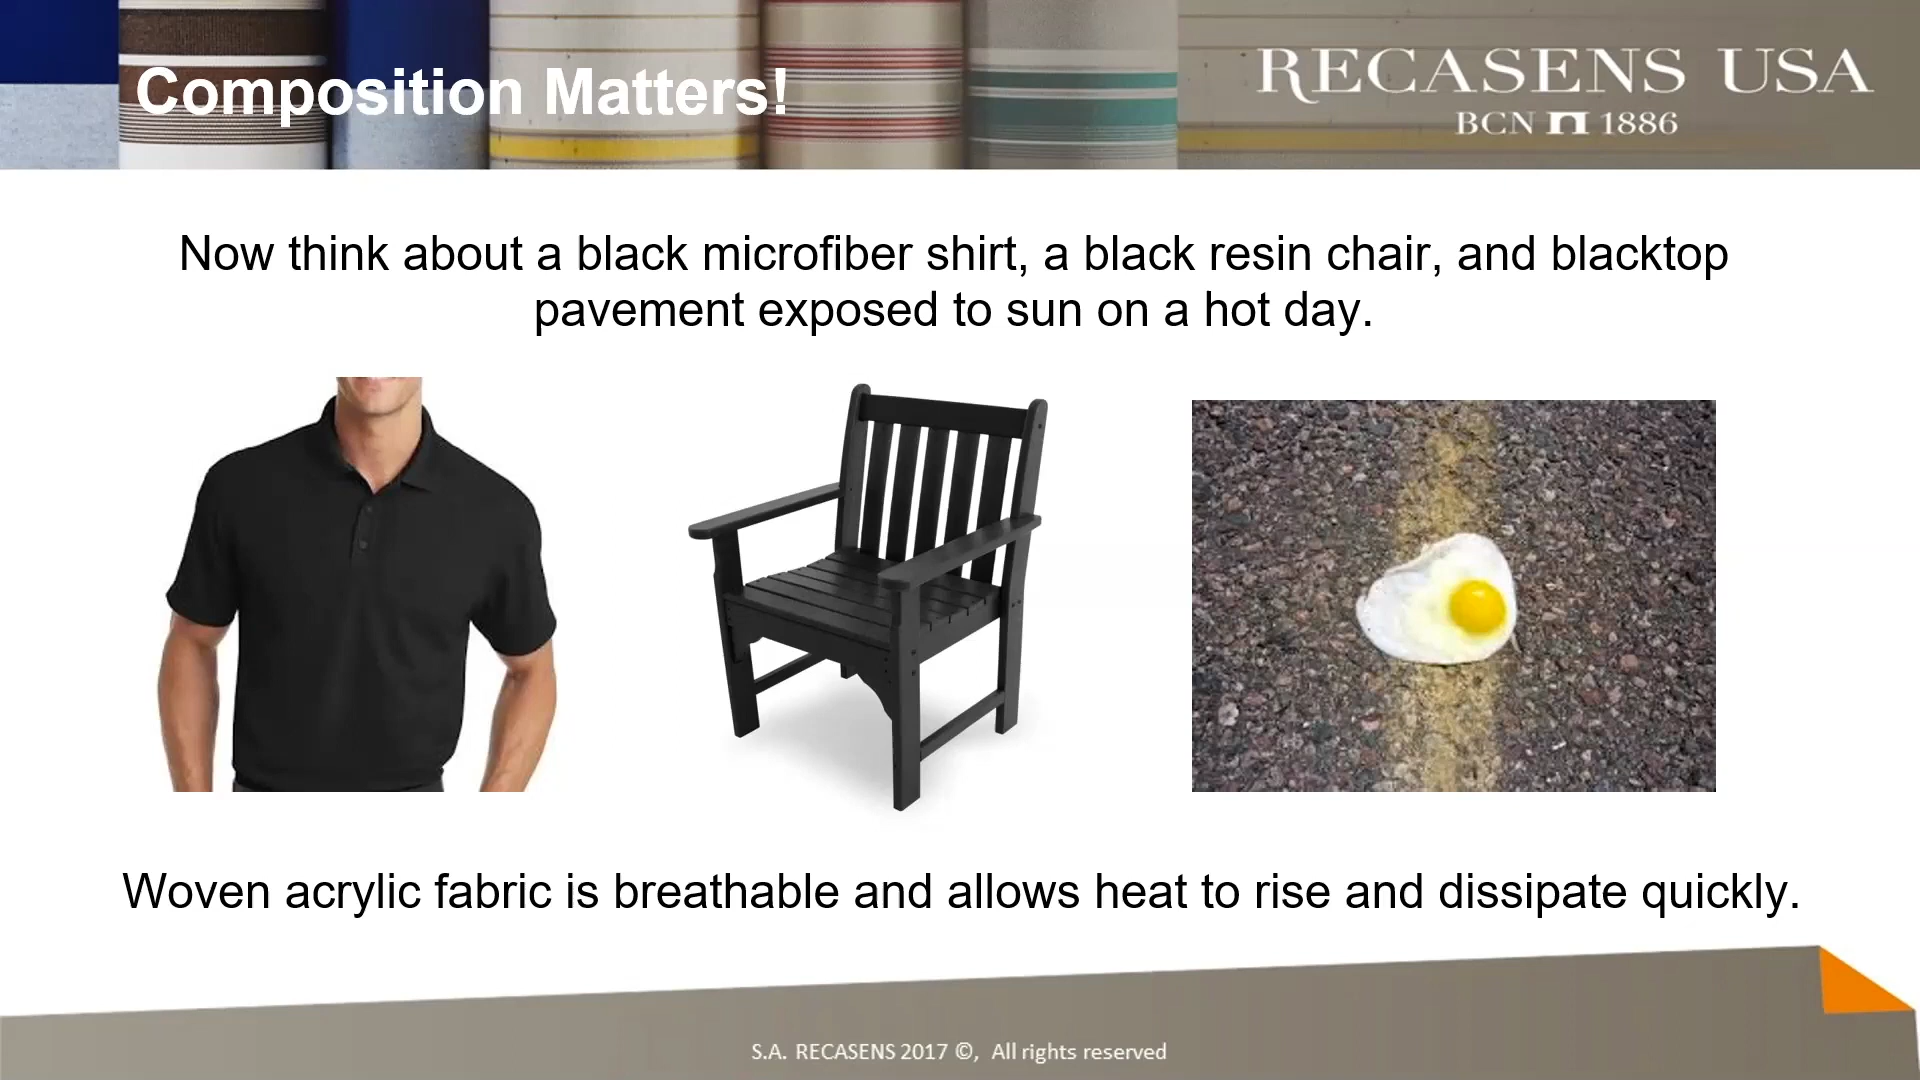 Composition Matters!
RECASENS USA
BCN 1886
Now think about a black microfiber shirt, a black resin chair, and blacktop
pavement exposed to sun on a hot day.
Woven acrylic fabric is breathable and allows heat to rise and dissipate quickly.
S.A. RECASENS 2017 ©, All rights reserved